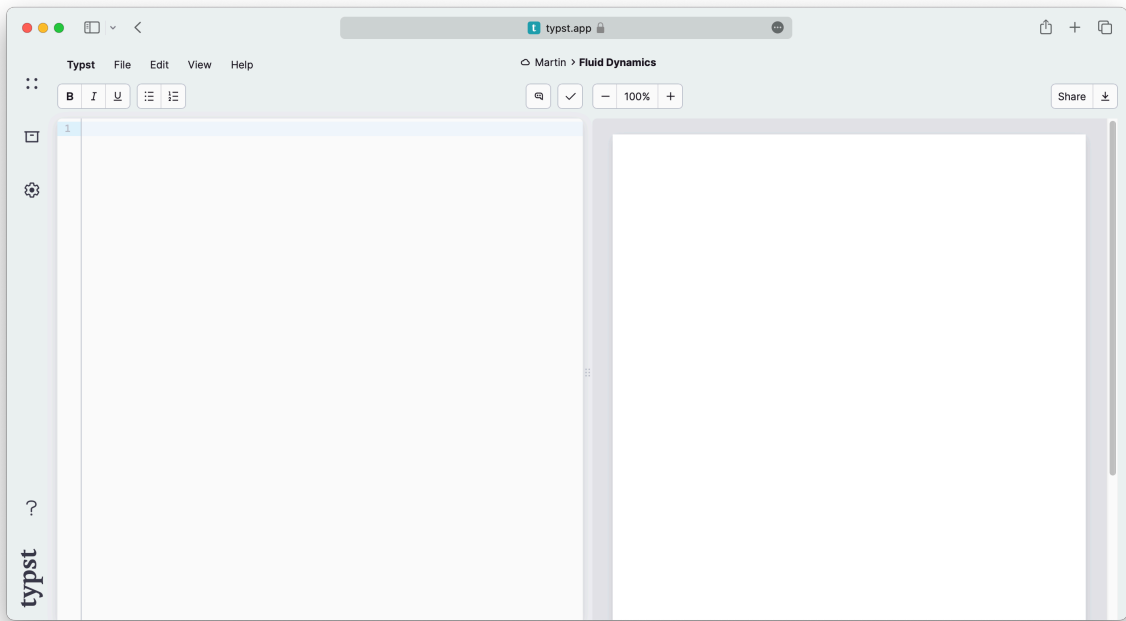 t typst.app
Typst File Edit View Help
Martin > Fluid Dynamics
B I U
− 100% +
Share
1
?
typst